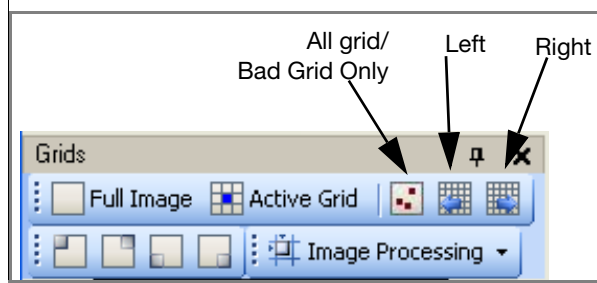 All grid/ Left Right
Bad Grid Only
Grids
Full Image Active Grid
Image Processing